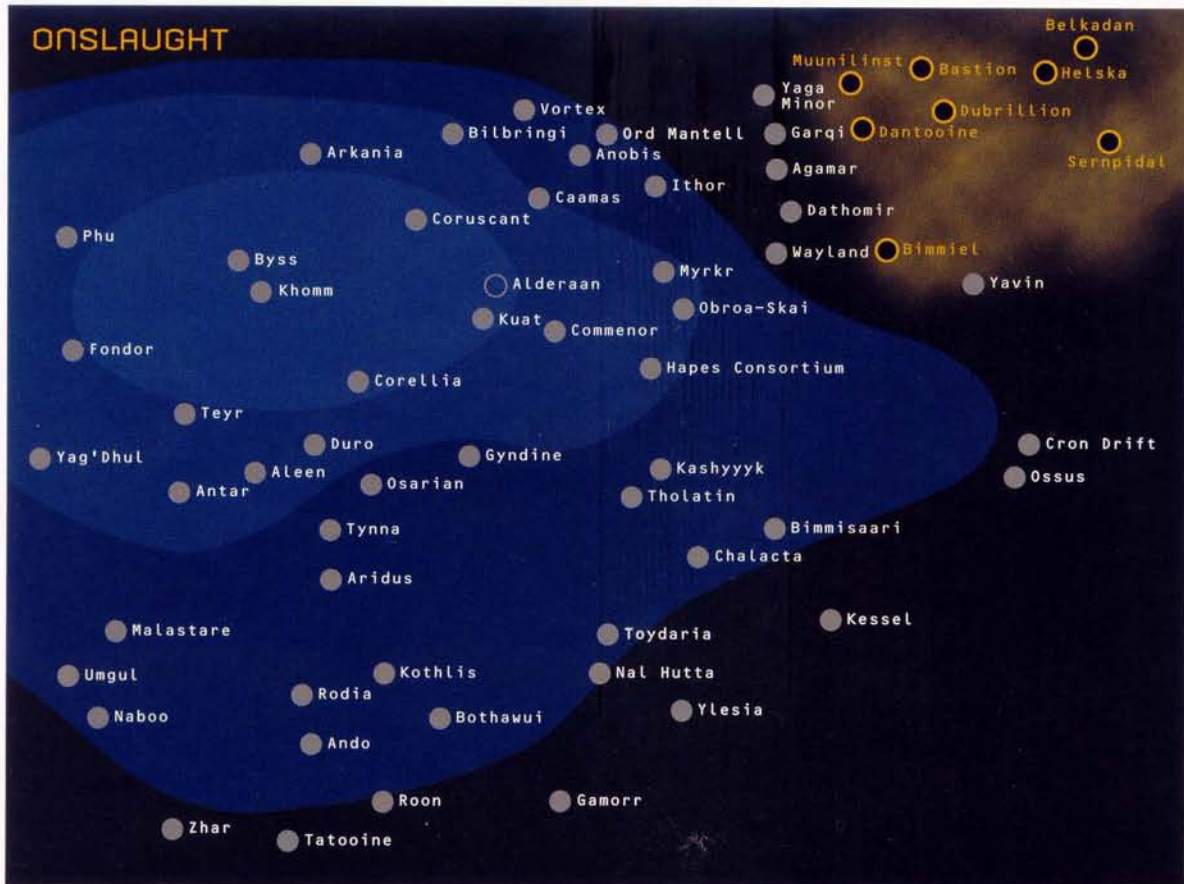 ONSLAUGHT
Belkadan
Muunilinst
Bastion
Helska
Yaga
Minor
Vortex
Dubrillion
Bilbringi
Ord Mantell
Garqi
Dantooine
Arkania
Anobis
Sernpidal
Agamar
Ithor
Caamas
Dathomir
Coruscant
Phu
Wayland
Bimmiel
Byss
Myrkr
Yavin
Khomm
Alderaan
Obroa-Skai
Kuat
Commenor
Fondor
Hapes Consortium
Corellia
Teyr
Duro
Cron Drift
Yag'Dhul
Gyndine
Aleen
Kashyyyk
Ossus
Antar
Osarian
Tholatin
Tynna
Bimmisaari
Chalacta
Aridus
Kessel
Malastare
Toydaria
Umgul
Kothlis
Nal Hutta
Rodia
Ylesia
Naboo
Bothawui
Ando
Roon
Gamorr
Zhar
Tatooine